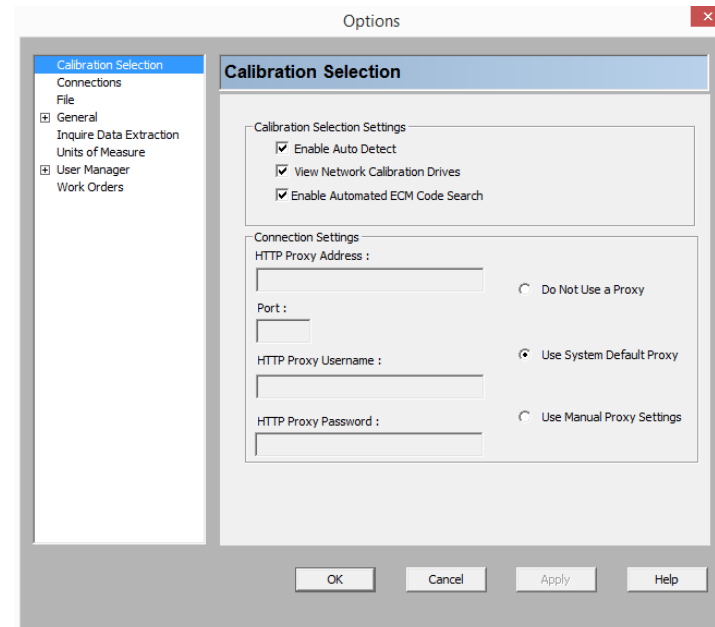 Options
Calibration Selection
Connections
File
General
Inquire Data Extraction
Units of Measure
User Manager
Work Orders
Calibration Selection
Calibration Selection Settings
Enable Auto Detect
View Network Calibration Drives
Enable Automated ECM Code Search
Connection Settings
HTTP Proxy Address :
Do Not Use a Proxy
Port :
HTTP Proxy Username :
Use System Default Proxy
HTTP Proxy Password :
Use Manual Proxy Settings
OK Cancel Apply Help